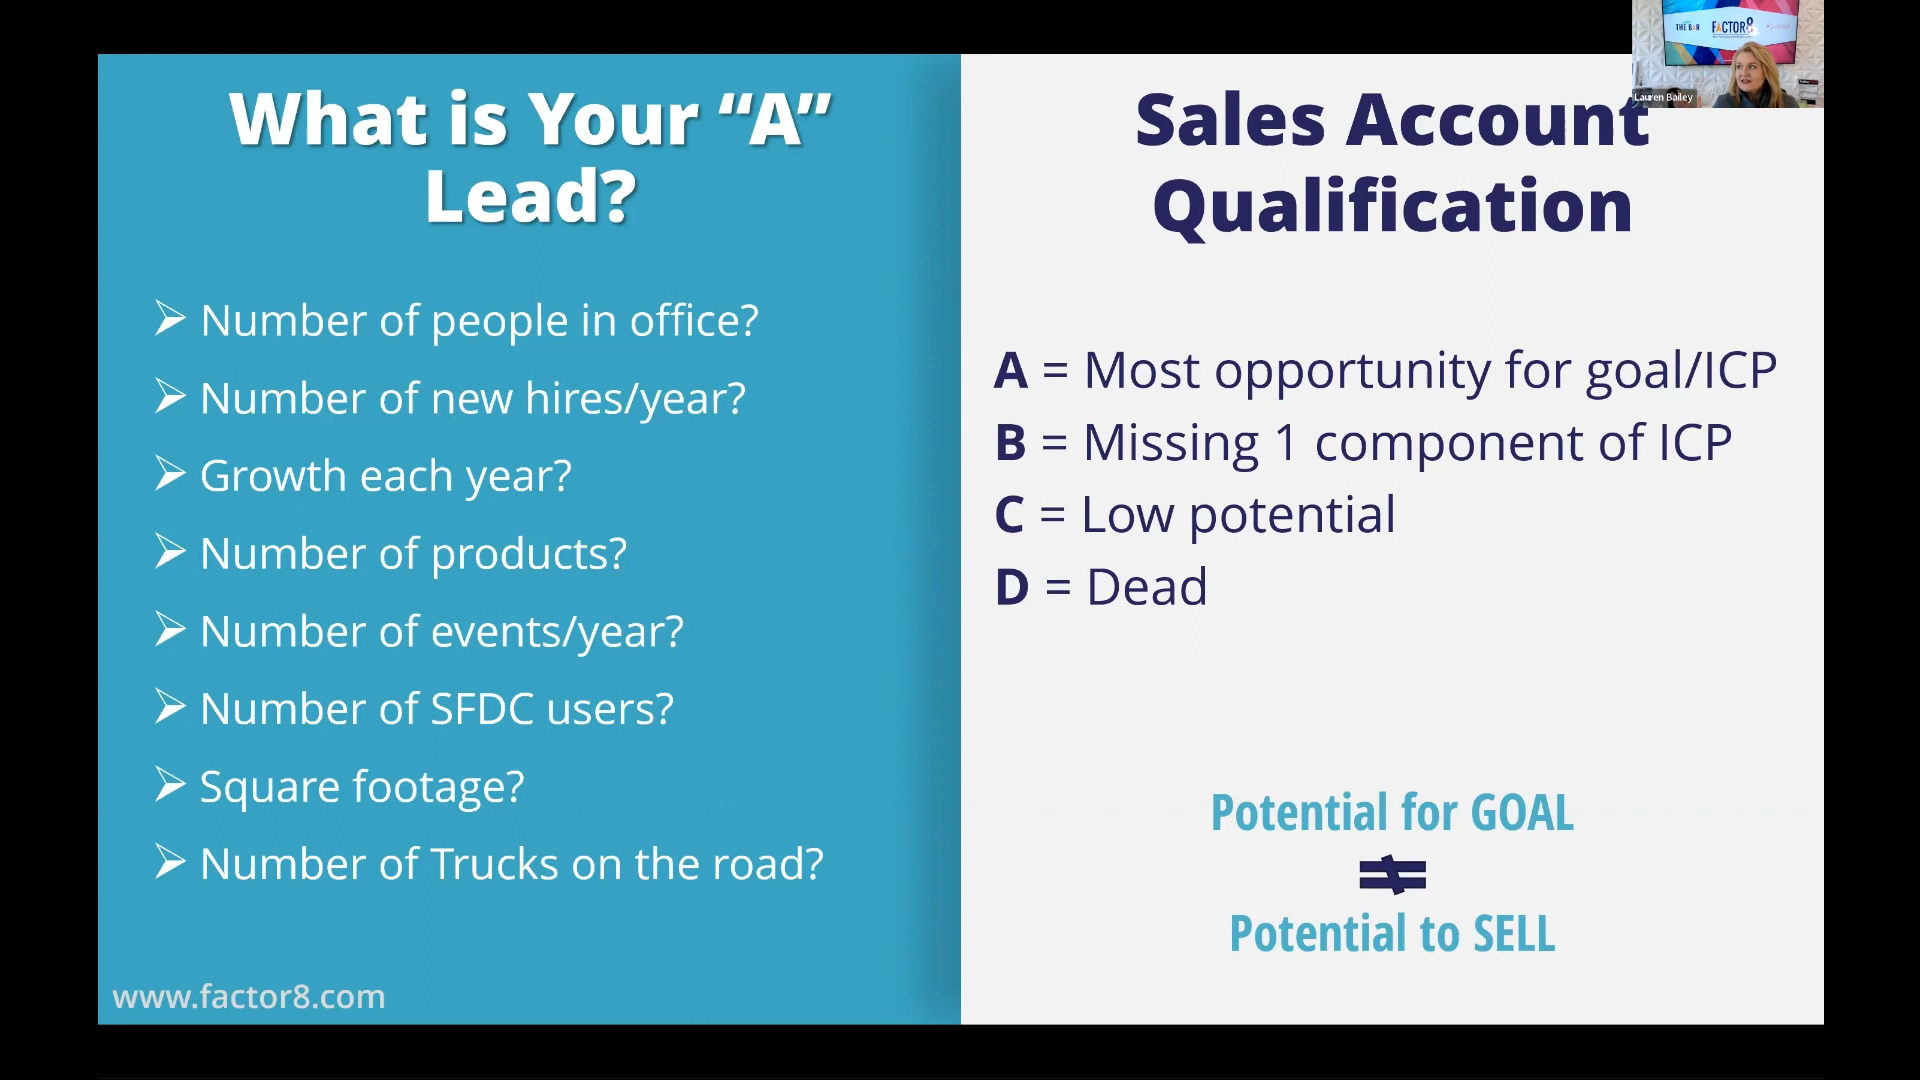 What is Your “A”
Lead?
➢ Number of people in office?
➢ Number of new hires/year?
➢ Growth each year?
➢ Number of products?
➢ Number of events/year?
➢ Number of SFDC users?
➢ Square footage?
➢ Number of Trucks on the road?
www.factor8.com
Sales Account
Qualification
A = Most opportunity for goal/ICP
B = Missing 1 component of ICP
C = Low potential
D = Dead
Potential for GOAL
≠
Potential to SELL
THE BAR
FACTOR8
Lauren Bailey